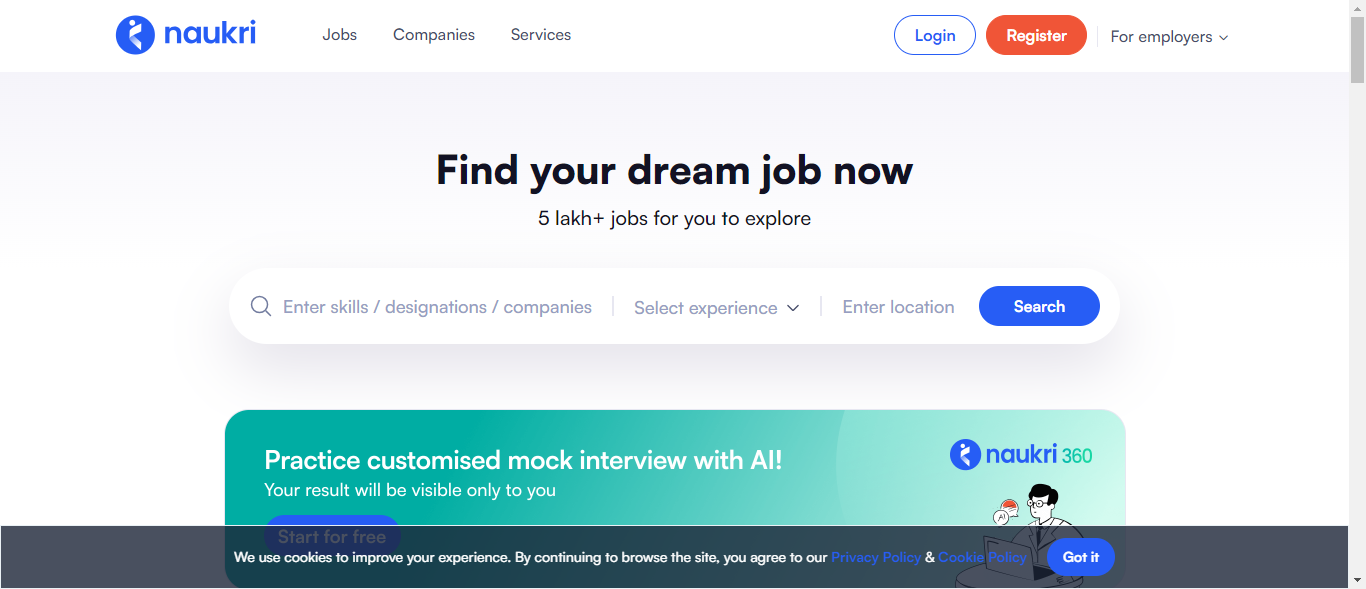 naukri
Jobs Companies Services
Login Register For employers
Find your dream job now
5 lakh+ jobs for you to explore
Enter skills / designations / companies Select experience Enter location Search
Practice customised mock interview with AI!
Your result will be visible only to you
naukri 360
AI
Start for free
We use cookies to improve your experience. By continuing to browse the site, you agree to our Privacy Policy & Cookie Policy Got it